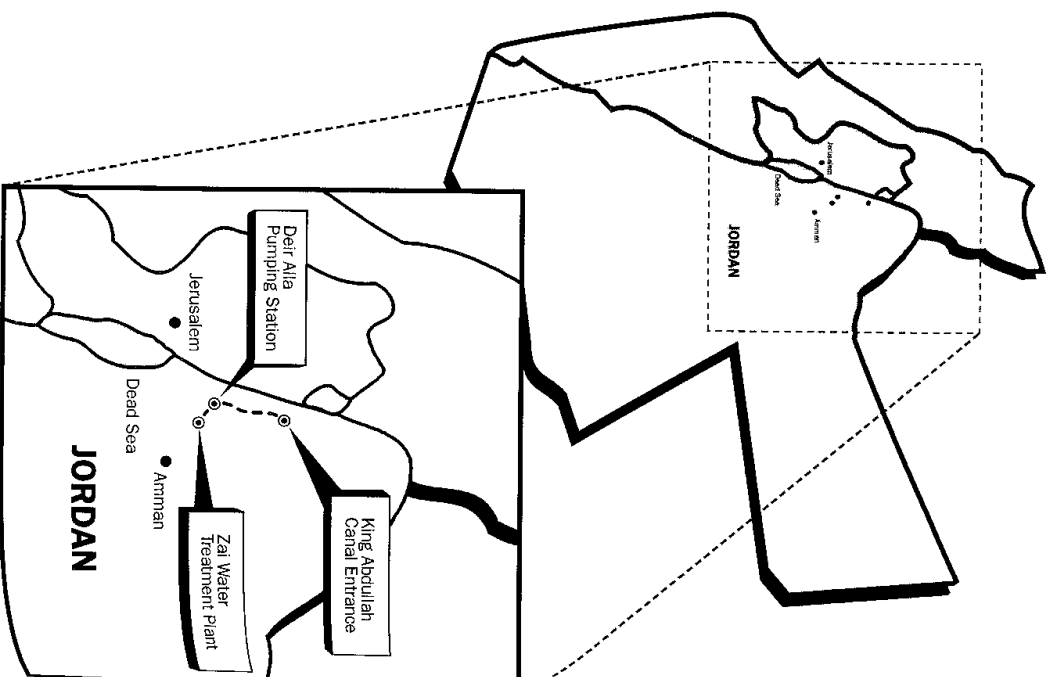 Jerusalem
Dead Sea
Amman
JORDAN
Deir Alla
Pumping Station
Jerusalem
Dead Sea
Amman
JORDAN
King Abdullah
Canal Entrance
Zai Water
Treatment Plant